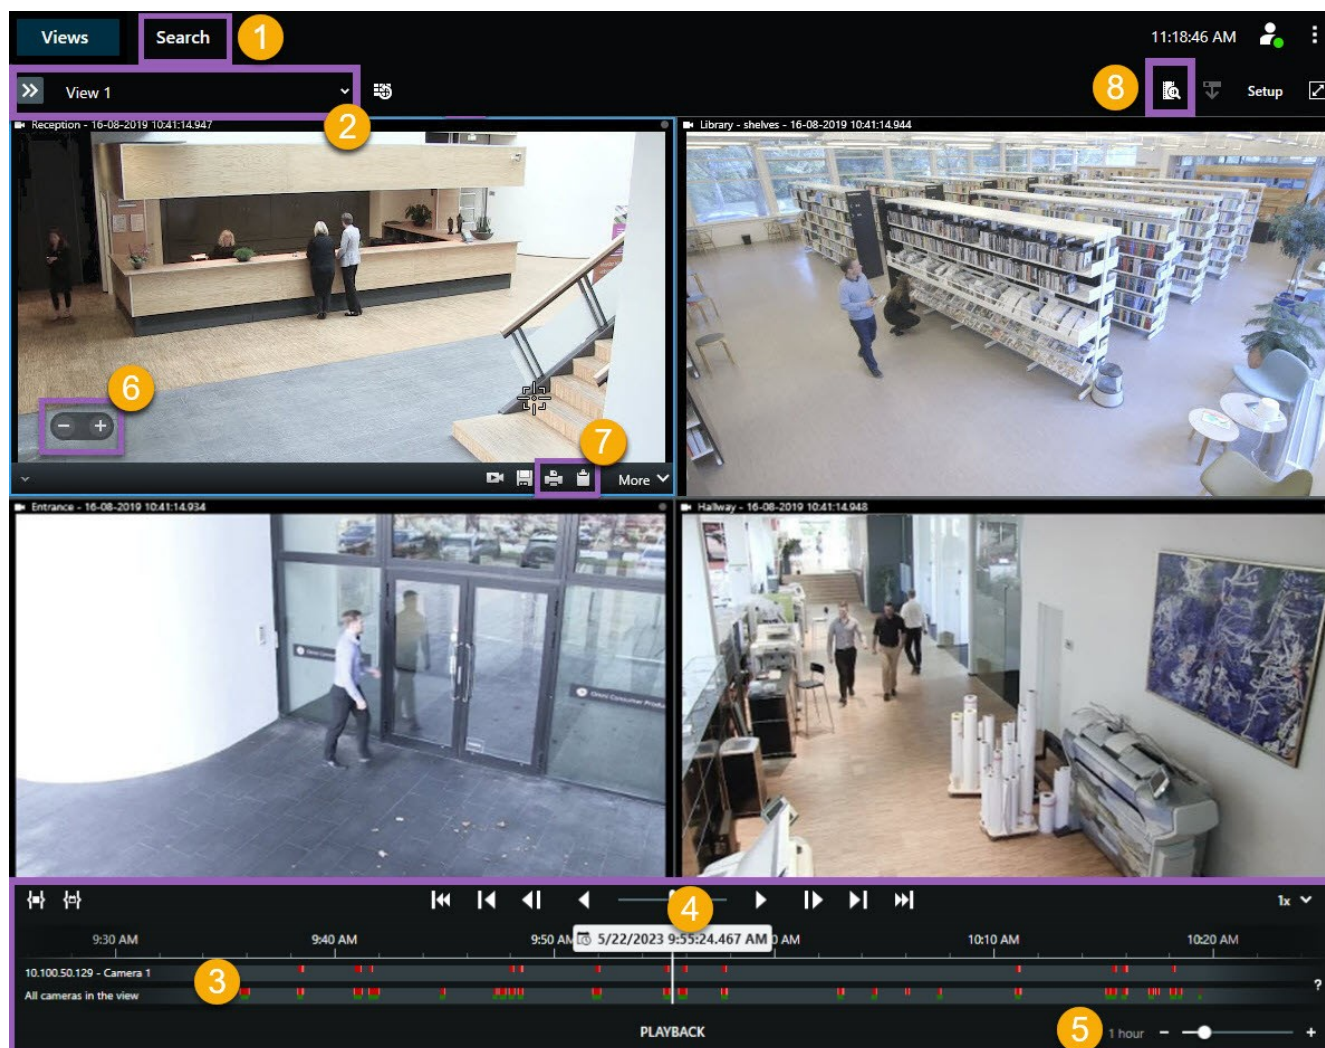 Views Search 1 11:18:46 AM
View 1 8 Setup
2
Reception - 16-08-2019 10:41:14.947
Library - shelves - 16-08-2019 10:41:14.944
6
7
More
Entrance - 16-08-2019 10:41:14.934
Hallway - 16-08-2019 10:41:14.948
4 1x
9:30 AM 9:40 AM 9:50 AM 5/22/2023 9:55:24.467 AM 0 AM 10:10 AM 10:20 AM
10.100.50.129 - Camera 1
3
All cameras in the view ?
PLAYBACK 5 1 hour - +